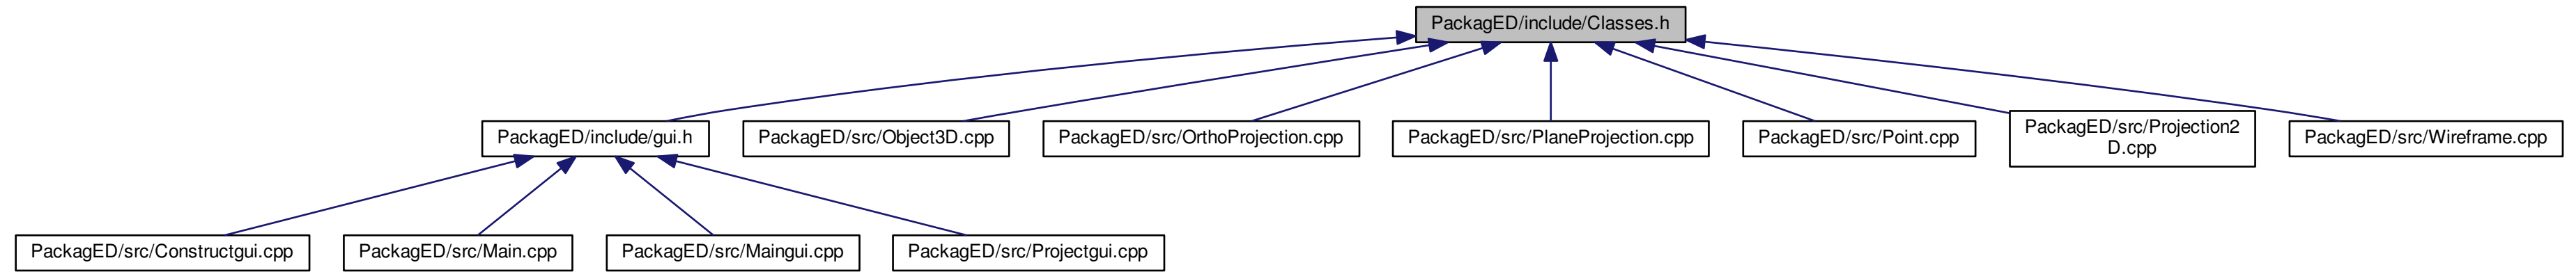 PackagED/include/Classes.h
PackagED/include/gui.h
PackagED/src/Object3D.cpp
PackagED/src/OrthoProjection.cpp
PackagED/src/PlaneProjection.cpp
PackagED/src/Point.cpp
PackagED/src/Projection2
D.cpp
PackagED/src/Wireframe.cpp
PackagED/src/Constructgui.cpp
PackagED/src/Main.cpp
PackagED/src/Maingui.cpp
PackagED/src/Projectgui.cpp